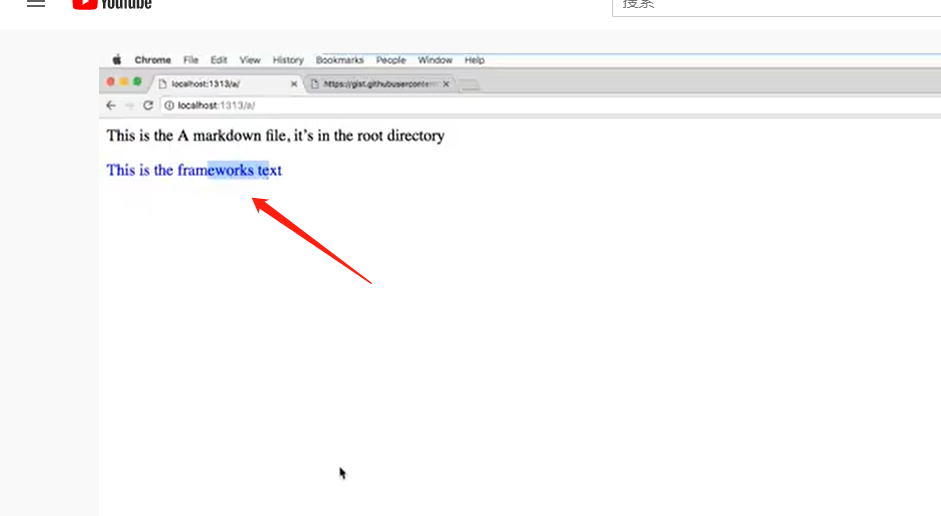 YouTube
搜索
Chrome File Edit View History Bookmarks People Window Help
localhost:1313/a/
https://gist.githubusercontent
localhost:1313/a/
This is the A markdown file, it's in the root directory
This is the frameworks text